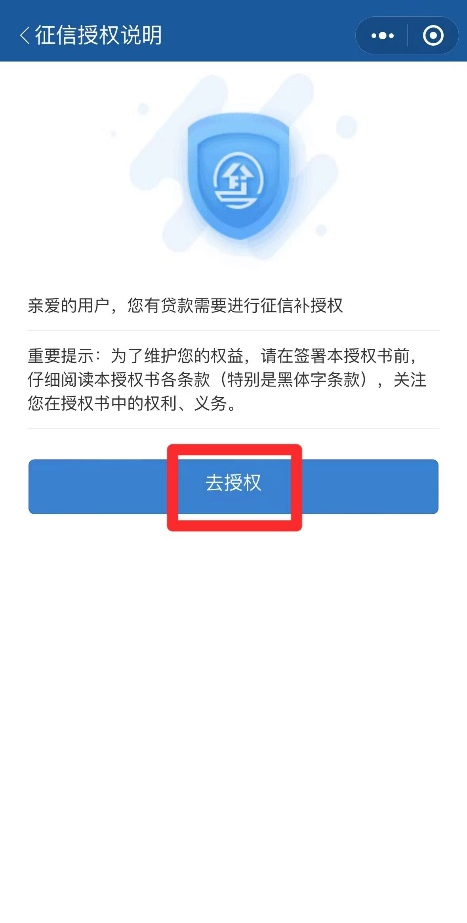 征信授权说明
亲爱的用户，您有贷款需要进行征信补授权
重要提示：为了维护您的权益，请在签署本授权书前，
仔细阅读本授权书各条款（特别是黑体字条款），关注
您在授权书中的权利、义务。
去授权